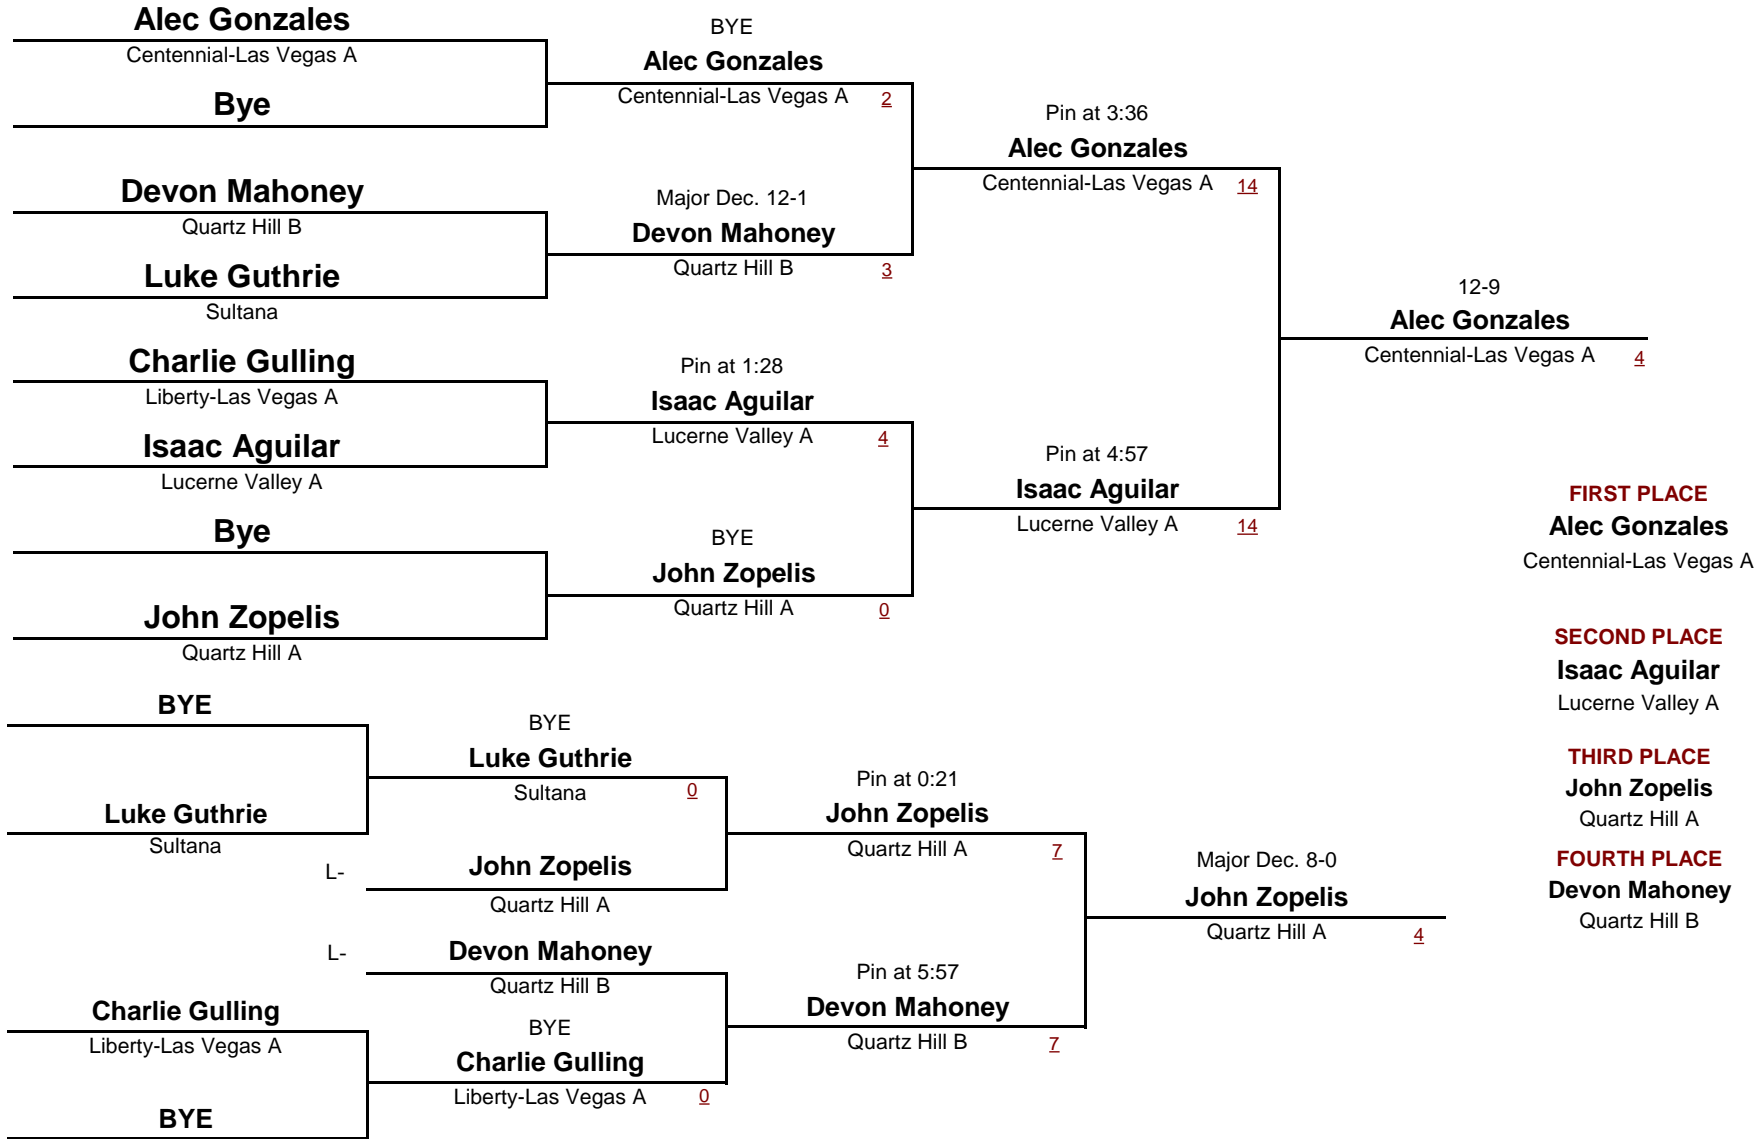 Alec Gonzales
Centennial-Las Vegas A
Bye
Devon Mahoney
Quartz Hill B
Luke Guthrie
Sultana
Charlie Gulling
Liberty-Las Vegas A
Isaac Aguilar
Lucerne Valley A
Bye
John Zopelis
Quartz Hill A
BYE
Alec Gonzales
Centennial-Las Vegas A 2
Major Dec. 12-1
Devon Mahoney
Quartz Hill B 3
Pin at 1:28
Isaac Aguilar
Lucerne Valley A 4
BYE
John Zopelis
Quartz Hill A 0
Pin at 3:36
Alec Gonzales
Centennial-Las Vegas A 14
Pin at 4:57
Isaac Aguilar
Lucerne Valley A 14
12-9
Alec Gonzales
Centennial-Las Vegas A 4
FIRST PLACE
Alec Gonzales
Centennial-Las Vegas A
SECOND PLACE
Isaac Aguilar
Lucerne Valley A
THIRD PLACE
John Zopelis
Quartz Hill A
FOURTH PLACE
Devon Mahoney
Quartz Hill B
BYE
Luke Guthrie
Sultana
Charlie Gulling
Liberty-Las Vegas A
BYE
BYE
Luke Guthrie
Sultana 0
L- John Zopelis
Quartz Hill A
L- Devon Mahoney
Quartz Hill B
BYE
Charlie Gulling
Liberty-Las Vegas A 0
Pin at 0:21
John Zopelis
Quartz Hill A 7
Pin at 5:57
Devon Mahoney
Quartz Hill B 7
Major Dec. 8-0
John Zopelis
Quartz Hill A 4